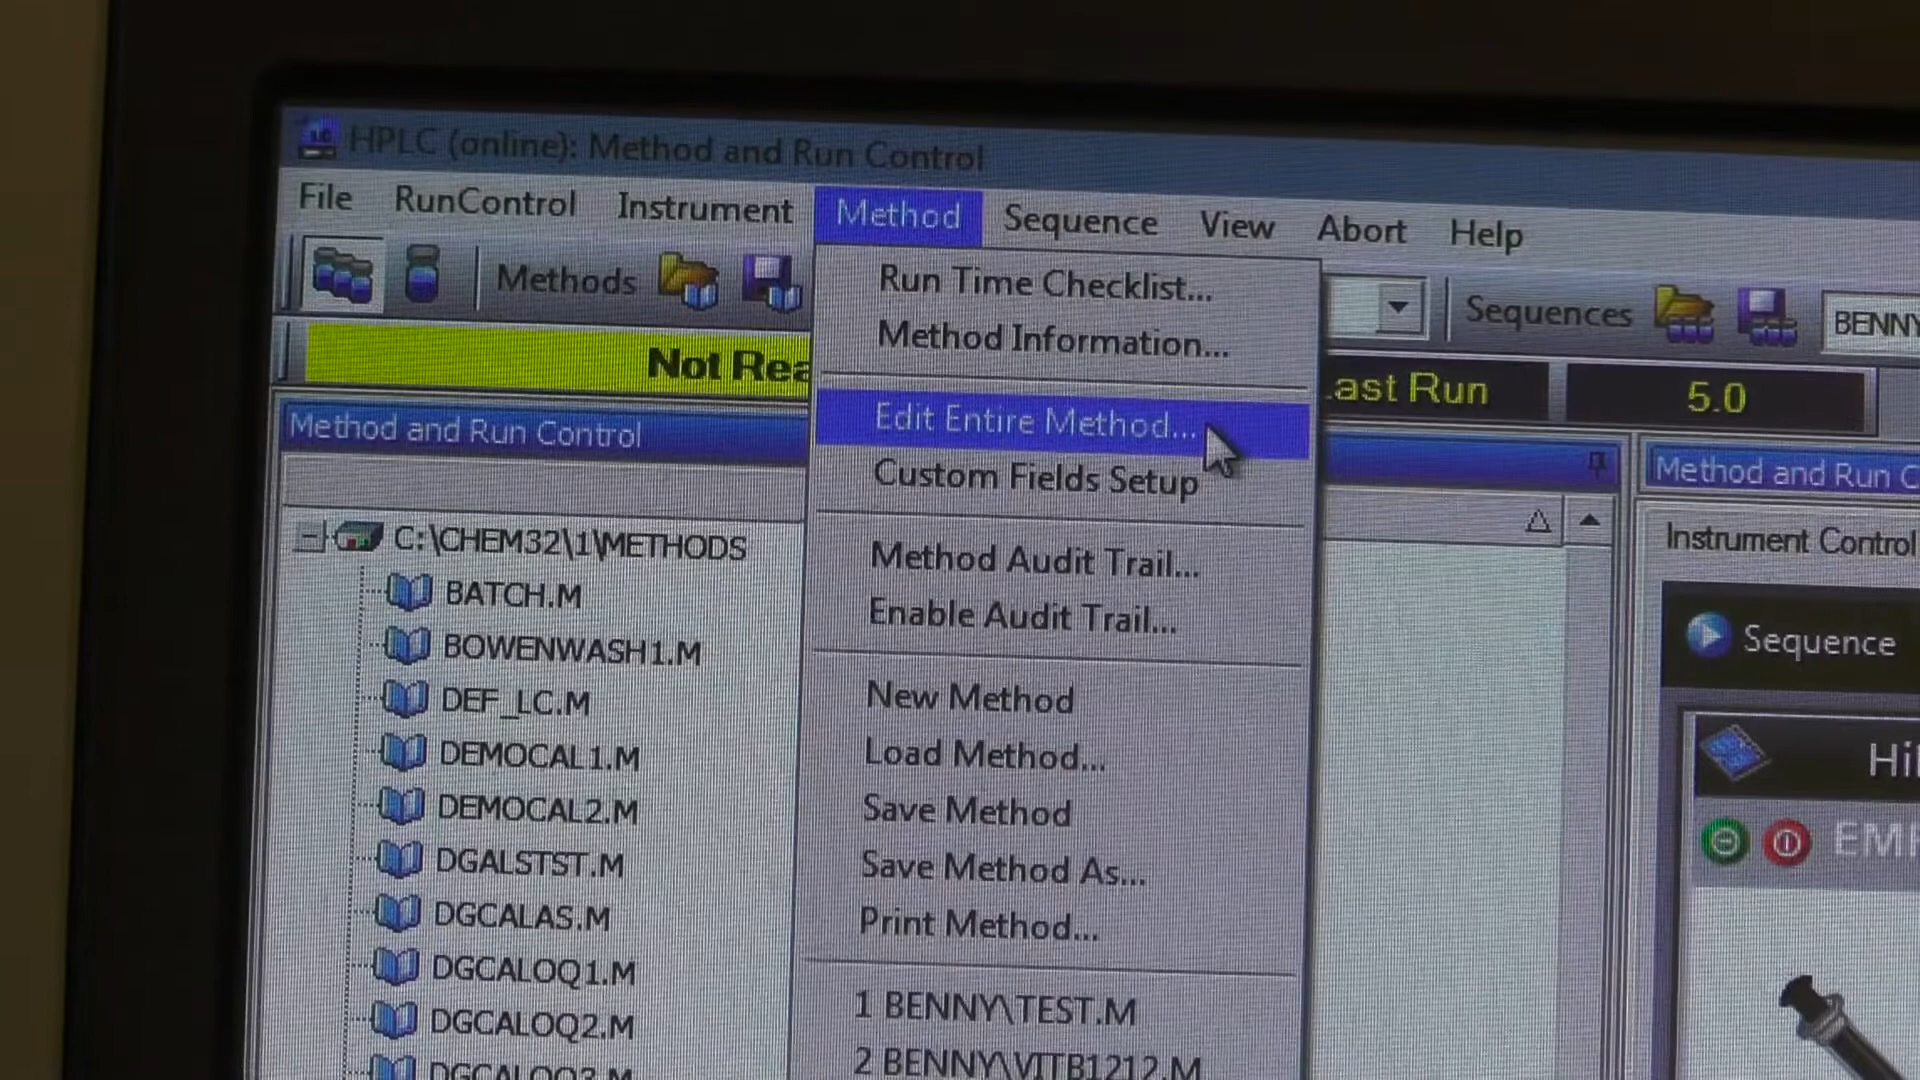 HPLC (online): Method and Run Control
File RunControl Instrument Method Sequence View Abort Help
Methods
Sequences
BENNY
Not Rea
ast Run
5.0
Method and Run Control
C:\CHEM32\1\METHODS
BATCH.M
BOWENWASH1.M
DEF_LC.M
DEMOCAL1.M
DEMOCAL2.M
DGALSTST.M
DGCALAS.M
DGCALOQ1.M
DGCALOQ2.M
DGCALOQ3.M
Run Time Checklist...
Method Information...
Edit Entire Method...
Custom Fields Setup
Method Audit Trail...
Enable Audit Trail...
New Method
Load Method...
Save Method
Save Method As...
Print Method...
1 BENNY\TEST.M
2 BENNY\VITB1212.M
Method and Run C
Instrument Control
Sequence
Hi
EM